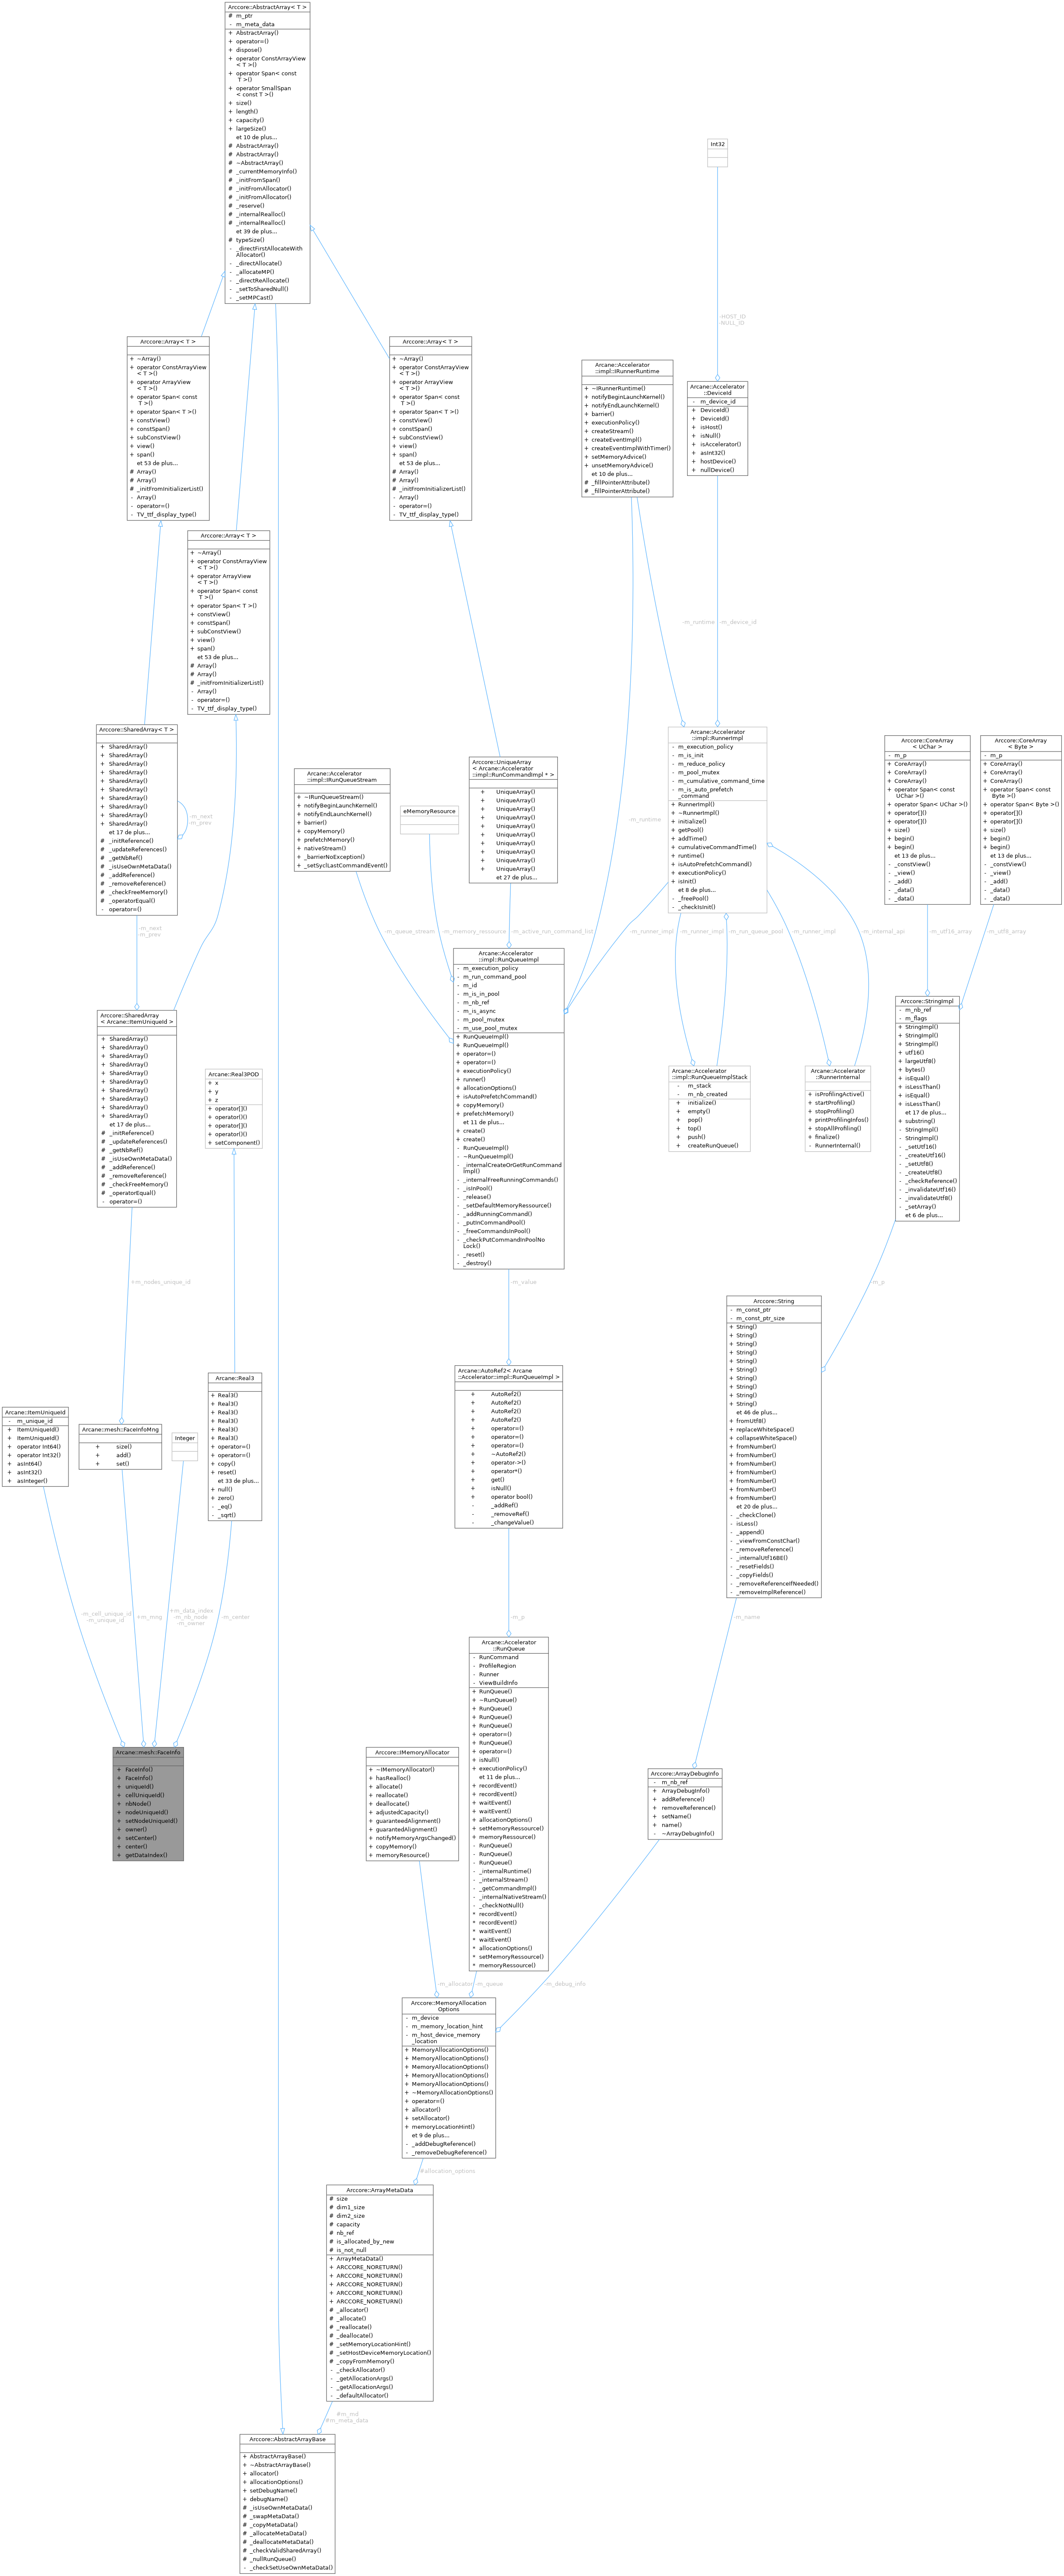 Arccore::AbstractArray< T >
# m_ptr
- m_meta_data
+ AbstractArray()
+ operator=()
+ dispose()
+ operator ConstArrayView
< T >()
+ operator Span< const
T >()
+ operator SmallSpan
< const T >()
+ size()
+ length()
+ capacity()
+ largeSize()
et 10 de plus...
# AbstractArray()
# AbstractArray()
# ~AbstractArray()
# _currentMemoryInfo()
# _initFromSpan()
# _initFromAllocator()
# _initFromAllocator()
# _reserve()
# _internalRealloc()
# _internalRealloc()
et 39 de plus...
# typeSize()
- _directFirstAllocateWith
Allocator()
- _directAllocate()
- _allocateMP()
- _directReAllocate()
- _setToSharedNull()
- _setMPCast()
Int32
-HOST_ID
-NULL_ID
Arccore::Array< T >
+ ~Array()
+ operator ConstArrayView
< T >()
+ operator ArrayView
< T >()
+ operator Span< const
T >()
+ operator Span< T >()
+ constView()
+ constSpan()
+ subConstView()
+ view()
+ span()
et 53 de plus...
# Array()
# Array()
# _initFromInitializerList()
- Array()
- operator=()
- TV_ttf_display_type()
Arccore::Array< T >
+ ~Array()
+ operator ConstArrayView
< T >()
+ operator ArrayView
< T >()
+ operator Span< const
T >()
+ operator Span< T >()
+ constView()
+ constSpan()
+ subConstView()
+ view()
+ span()
et 53 de plus...
# Array()
# Array()
# _initFromInitializerList()
- Array()
- operator=()
- TV_ttf_display_type()
Arcane::Accelerator
::impl::IRunnerRuntime
+ ~IRunnerRuntime()
+ notifyBeginLaunchKernel()
+ notifyEndLaunchKernel()
+ barrier()
+ executionPolicy()
+ createStream()
+ createEventImpl()
+ createEventImplWithTimer()
+ setMemoryAdvice()
+ unsetMemoryAdvice()
et 10 de plus...
# _fillPointerAttribute()
# _fillPointerAttribute()
Arcane::Accelerator
::DeviceId
- m_device_id
+ DeviceId()
+ DeviceId()
+ isHost()
+ isNull()
+ isAccelerator()
+ asInt32()
+ hostDevice()
+ nullDevice()
Arccore::Array< T >
+ ~Array()
+ operator ConstArrayView
< T >()
+ operator ArrayView
< T >()
+ operator Span< const
T >()
+ operator Span< T >()
+ constView()
+ constSpan()
+ subConstView()
+ view()
+ span()
et 53 de plus...
# Array()
# Array()
# _initFromInitializerList()
- Array()
- operator=()
- TV_ttf_display_type()
-m_runtime
-m_device_id
Arccore::SharedArray< T >
+ SharedArray()
+ SharedArray()
+ SharedArray()
+ SharedArray()
+ SharedArray()
+ SharedArray()
+ SharedArray()
+ SharedArray()
+ SharedArray()
+ SharedArray()
et 17 de plus...
# _initReference()
# _updateReferences()
# _getNbRef()
# _isUseOwnMetaData()
# _addReference()
# _removeReference()
# _checkFreeMemory()
# _operatorEqual()
- operator=()
-m_next
-m_prev
Arcane::Accelerator
::impl::IRunQueueStream
+ ~IRunQueueStream()
+ notifyBeginLaunchKernel()
+ notifyEndLaunchKernel()
+ barrier()
+ copyMemory()
+ prefetchMemory()
+ nativeStream()
+ _barrierNoException()
+ _setSyclLastCommandEvent()
eMemoryResource
Arccore::UniqueArray
< Arcane::Accelerator
::impl::RunCommandImpl * >
+ UniqueArray()
+ UniqueArray()
+ UniqueArray()
+ UniqueArray()
+ UniqueArray()
+ UniqueArray()
+ UniqueArray()
+ UniqueArray()
+ UniqueArray()
+ UniqueArray()
et 27 de plus...
-m_runtime
Arcane::Accelerator
::impl::RunnerImpl
- m_execution_policy
- m_is_init
- m_reduce_policy
- m_pool_mutex
- m_cumulative_command_time
- m_is_auto_prefetch
_command
+ RunnerImpl()
+ ~RunnerImpl()
+ initialize()
+ getPool()
+ addTime()
+ cumulativeCommandTime()
+ runtime()
+ isAutoPrefetchCommand()
+ executionPolicy()
+ isInit()
et 8 de plus...
- _freePool()
- _checkIsInit()
Arccore::CoreArray
< UChar >
- m_p
+ CoreArray()
+ CoreArray()
+ CoreArray()
+ operator Span< const
UChar >()
+ operator Span< UChar >()
+ operator[]()
+ operator[]()
+ size()
+ begin()
+ begin()
et 13 de plus...
- _constView()
- _view()
- _add()
- _data()
- _data()
Arccore::CoreArray
< Byte >
- m_p
+ CoreArray()
+ CoreArray()
+ CoreArray()
+ operator Span< const
Byte >()
+ operator Span< Byte >()
+ operator[]()
+ operator[]()
+ size()
+ begin()
+ begin()
et 13 de plus...
- _constView()
- _view()
- _add()
- _data()
- _data()
-m_next
-m_prev
-m_queue_stream
-m_memory_ressource
-m_active_run_command_list
-m_runner_impl
-m_runner_impl
-m_run_queue_pool
-m_runner_impl
-m_internal_api
-m_utf16_array
-m_utf8_array
Arccore::SharedArray
< Arcane::ItemUniqueId >
+ SharedArray()
+ SharedArray()
+ SharedArray()
+ SharedArray()
+ SharedArray()
+ SharedArray()
+ SharedArray()
+ SharedArray()
+ SharedArray()
+ SharedArray()
et 17 de plus...
# _initReference()
# _updateReferences()
# _getNbRef()
# _isUseOwnMetaData()
# _addReference()
# _removeReference()
# _checkFreeMemory()
# _operatorEqual()
- operator=()
Arcane::Real3POD
+ x
+ y
+ z
+ operator[]()
+ operator()()
+ operator[]()
+ operator()()
+ setComponent()
Arcane::Accelerator
::impl::RunQueueImpl
- m_execution_policy
- m_run_command_pool
- m_id
- m_is_in_pool
- m_nb_ref
- m_is_async
- m_pool_mutex
- m_use_pool_mutex
+ RunQueueImpl()
+ RunQueueImpl()
+ operator=()
+ operator=()
+ executionPolicy()
+ runner()
+ allocationOptions()
+ isAutoPrefetchCommand()
+ copyMemory()
+ prefetchMemory()
et 11 de plus...
+ create()
+ create()
- RunQueueImpl()
- ~RunQueueImpl()
- _internalCreateOrGetRunCommand
Impl()
- _internalFreeRunningCommands()
- _isInPool()
- _release()
- _setDefaultMemoryRessource()
- _addRunningCommand()
- _putInCommandPool()
- _freeCommandsInPool()
- _checkPutCommandInPoolNo
Lock()
- _reset()
- _destroy()
Arcane::Accelerator
::impl::RunQueueImplStack
- m_stack
- m_nb_created
+ initialize()
+ empty()
+ pop()
+ top()
+ push()
+ createRunQueue()
Arcane::Accelerator
::RunnerInternal
+ isProfilingActive()
+ startProfiling()
+ stopProfiling()
+ printProfilingInfos()
+ stopAllProfiling()
+ finalize()
- RunnerInternal()
Arccore::StringImpl
- m_nb_ref
- m_flags
+ StringImpl()
+ StringImpl()
+ StringImpl()
+ utf16()
+ largeUtf8()
+ bytes()
+ isEqual()
+ isLessThan()
+ isEqual()
+ isLessThan()
et 17 de plus...
+ substring()
- StringImpl()
- StringImpl()
- _setUtf16()
- _createUtf16()
- _setUtf8()
- _createUtf8()
- _checkReference()
- _invalidateUtf16()
- _invalidateUtf8()
- _setArray()
et 6 de plus...
+m_nodes_unique_id
-m_value
-m_p
Arccore::String
- m_const_ptr
- m_const_ptr_size
+ String()
+ String()
+ String()
+ String()
+ String()
+ String()
+ String()
+ String()
+ String()
+ String()
et 46 de plus...
+ fromUtf8()
+ replaceWhiteSpace()
+ collapseWhiteSpace()
+ fromNumber()
+ fromNumber()
+ fromNumber()
+ fromNumber()
+ fromNumber()
+ fromNumber()
+ fromNumber()
et 20 de plus...
- _checkClone()
- isLess()
- _append()
- _viewFromConstChar()
- _removeReference()
- _internalUtf16BE()
- _resetFields()
- _copyFields()
- _removeReferenceIfNeeded()
- _removeImplReference()
Arcane::AutoRef2< Arcane
::Accelerator::impl::RunQueueImpl >
+ AutoRef2()
+ AutoRef2()
+ AutoRef2()
+ AutoRef2()
+ operator=()
+ operator=()
+ operator=()
+ ~AutoRef2()
+ operator->()
+ operator*()
+ get()
+ isNull()
+ operator bool()
- _addRef()
- _removeRef()
- _changeValue()
Arcane::ItemUniqueId
- m_unique_id
+ ItemUniqueId()
+ ItemUniqueId()
+ operator Int64()
+ operator Int32()
+ asInt64()
+ asInt32()
+ asInteger()
Arcane::mesh::FaceInfoMng
+ size()
+ add()
+ set()
Integer
Arcane::Real3
+ Real3()
+ Real3()
+ Real3()
+ Real3()
+ Real3()
+ Real3()
+ operator=()
+ operator=()
+ copy()
+ reset()
et 33 de plus...
+ null()
+ zero()
- _eq()
- _sqrt()
-m_cell_unique_id
-m_unique_id
+m_mng
+m_data_index
-m_nb_node
-m_owner
-m_center
-m_p
-m_name
Arcane::Accelerator
::RunQueue
- RunCommand
- ProfileRegion
- Runner
- ViewBuildInfo
+ RunQueue()
+ ~RunQueue()
+ RunQueue()
+ RunQueue()
+ RunQueue()
+ operator=()
+ RunQueue()
+ operator=()
+ isNull()
+ executionPolicy()
et 11 de plus...
+ recordEvent()
+ recordEvent()
+ waitEvent()
+ waitEvent()
+ allocationOptions()
+ setMemoryRessource()
+ memoryRessource()
- RunQueue()
- RunQueue()
- RunQueue()
- _internalRuntime()
- _internalStream()
- _getCommandImpl()
- _internalNativeStream()
- _checkNotNull()
* recordEvent()
* recordEvent()
* waitEvent()
* waitEvent()
* allocationOptions()
* setMemoryRessource()
* memoryRessource()
Arcane::mesh::FaceInfo
+ FaceInfo()
+ FaceInfo()
+ uniqueId()
+ cellUniqueId()
+ nbNode()
+ nodeUniqueId()
+ setNodeUniqueId()
+ owner()
+ setCenter()
+ center()
+ getDataIndex()
Arccore::IMemoryAllocator
+ ~IMemoryAllocator()
+ hasRealloc()
+ allocate()
+ reallocate()
+ deallocate()
+ adjustedCapacity()
+ guaranteedAlignment()
+ guarantedAlignment()
+ notifyMemoryArgsChanged()
+ copyMemory()
+ memoryResource()
Arccore::ArrayDebugInfo
- m_nb_ref
+ ArrayDebugInfo()
+ addReference()
+ removeReference()
+ setName()
+ name()
- ~ArrayDebugInfo()
-m_allocator
-m_queue
-m_debug_info
Arccore::MemoryAllocation
Options
- m_device
- m_memory_location_hint
- m_host_device_memory
_location
+ MemoryAllocationOptions()
+ MemoryAllocationOptions()
+ MemoryAllocationOptions()
+ MemoryAllocationOptions()
+ MemoryAllocationOptions()
+ ~MemoryAllocationOptions()
+ operator=()
+ allocator()
+ setAllocator()
+ memoryLocationHint()
et 9 de plus...
- _addDebugReference()
- _removeDebugReference()
#allocation_options
Arccore::ArrayMetaData
# size
# dim1_size
# dim2_size
# capacity
# nb_ref
# is_allocated_by_new
# is_not_null
+ ArrayMetaData()
+ ARCCORE_NORETURN()
+ ARCCORE_NORETURN()
+ ARCCORE_NORETURN()
+ ARCCORE_NORETURN()
+ ARCCORE_NORETURN()
# _allocator()
# _allocate()
# _reallocate()
# _deallocate()
# _setMemoryLocationHint()
# _setHostDeviceMemoryLocation()
# _copyFromMemory()
- _checkAllocator()
- _getAllocationArgs()
- _getAllocationArgs()
- _defaultAllocator()
#m_md
#m_meta_data
Arccore::AbstractArrayBase
+ AbstractArrayBase()
+ ~AbstractArrayBase()
+ allocator()
+ allocationOptions()
+ setDebugName()
+ debugName()
# _isUseOwnMetaData()
# _swapMetaData()
# _copyMetaData()
# _allocateMetaData()
# _deallocateMetaData()
# _checkValidSharedArray()
# _nullRunQueue()
- _checkSetUseOwnMetaData()